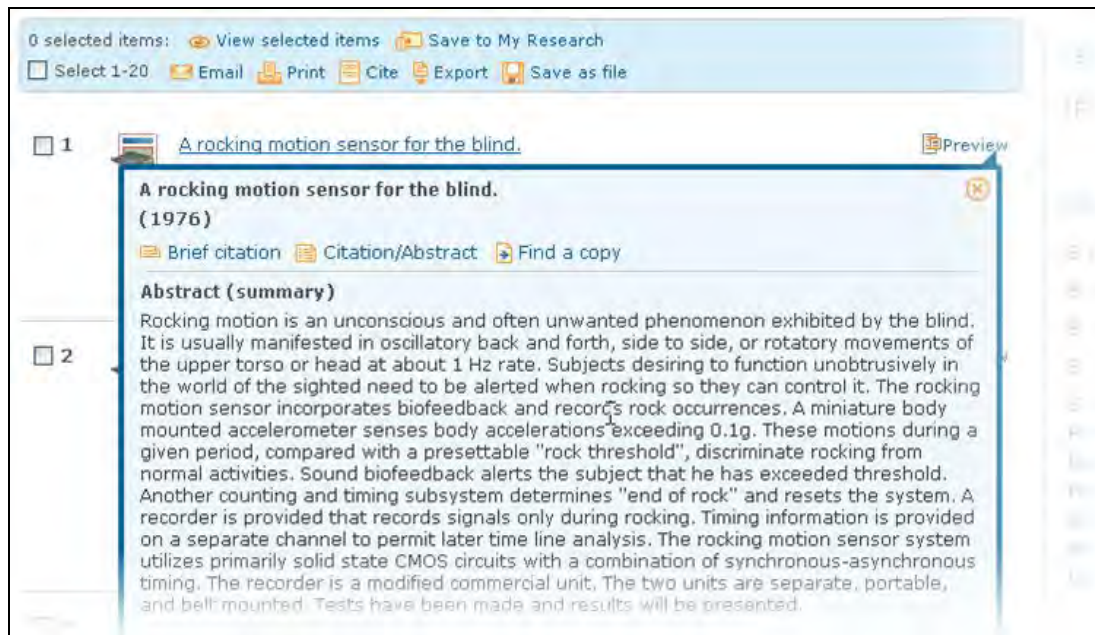 0 selected items: View selected items Save to My Research
Select 1-20 Email Print Cite Export Save as file
1 A rocking motion sensor for the blind. Preview
A rocking motion sensor for the blind.
(1976)
Brief citation Citation/Abstract Find a copy
Abstract (summary)
Rocking motion is an unconscious and often unwanted phenomenon exhibited by the blind.
It is usually manifested in oscillatory back and forth, side to side, or rotatory movements of
2
the upper torso or head at about 1 Hz rate. Subjects desiring to function unobtrusively in
the world of the sighted need to be alerted when rocking so they can control it. The rocking
motion sensor incorporates biofeedback and records rock occurrences. A miniature body
mounted accelerometer senses body accelerations exceeding 0.1g. These motions during a
given period, compared with a presettable "rock threshold", discriminate rocking from
normal activities. Sound biofeedback alerts the subject that he has exceeded threshold.
Another counting and timing subsystem determines "end of rock" and resets the system. A
recorder is provided that records signals only during rocking. Timing information is provided
on a separate channel to permit later time line analysis. The rocking motion sensor system
utilizes primarily solid state CMOS circuits with a combination of synchronous-asynchronous
timing. The recorder is a modified commercial unit. The two units are separate, portable,
and belt mounted. Tests have been made and results will be presented.